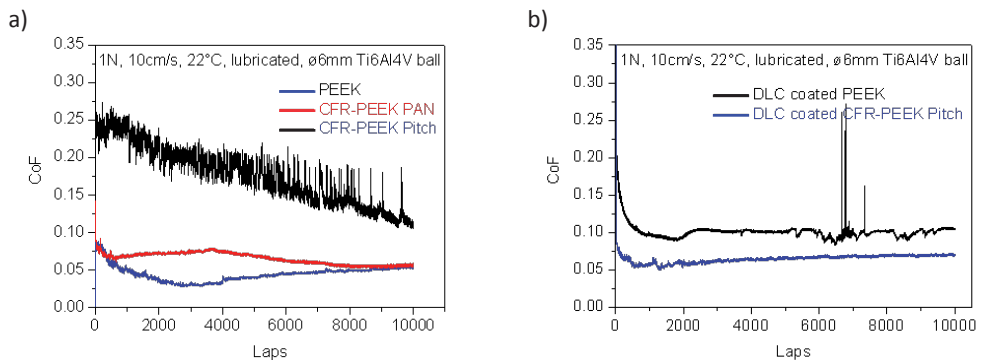 a)
0.35
0.30
0.25
0.20
0.15
0.10
0.05
0.00
CoF
1N, 10cm/s, 22°C, lubricated, ø6mm Ti6Al4V ball
PEEK
CFR-PEEK PAN
CFR-PEEK Pitch
0 2000 4000 6000 8000 10000
Laps
b)
0.35
0.30
0.25
0.20
0.15
0.10
0.05
0.00
CoF
1N, 10cm/s, 22°C, lubricated, ø6mm Ti6Al4V ball
DLC coated PEEK
DLC coated CFR-PEEK Pitch
0 2000 4000 6000 8000 10000
Laps